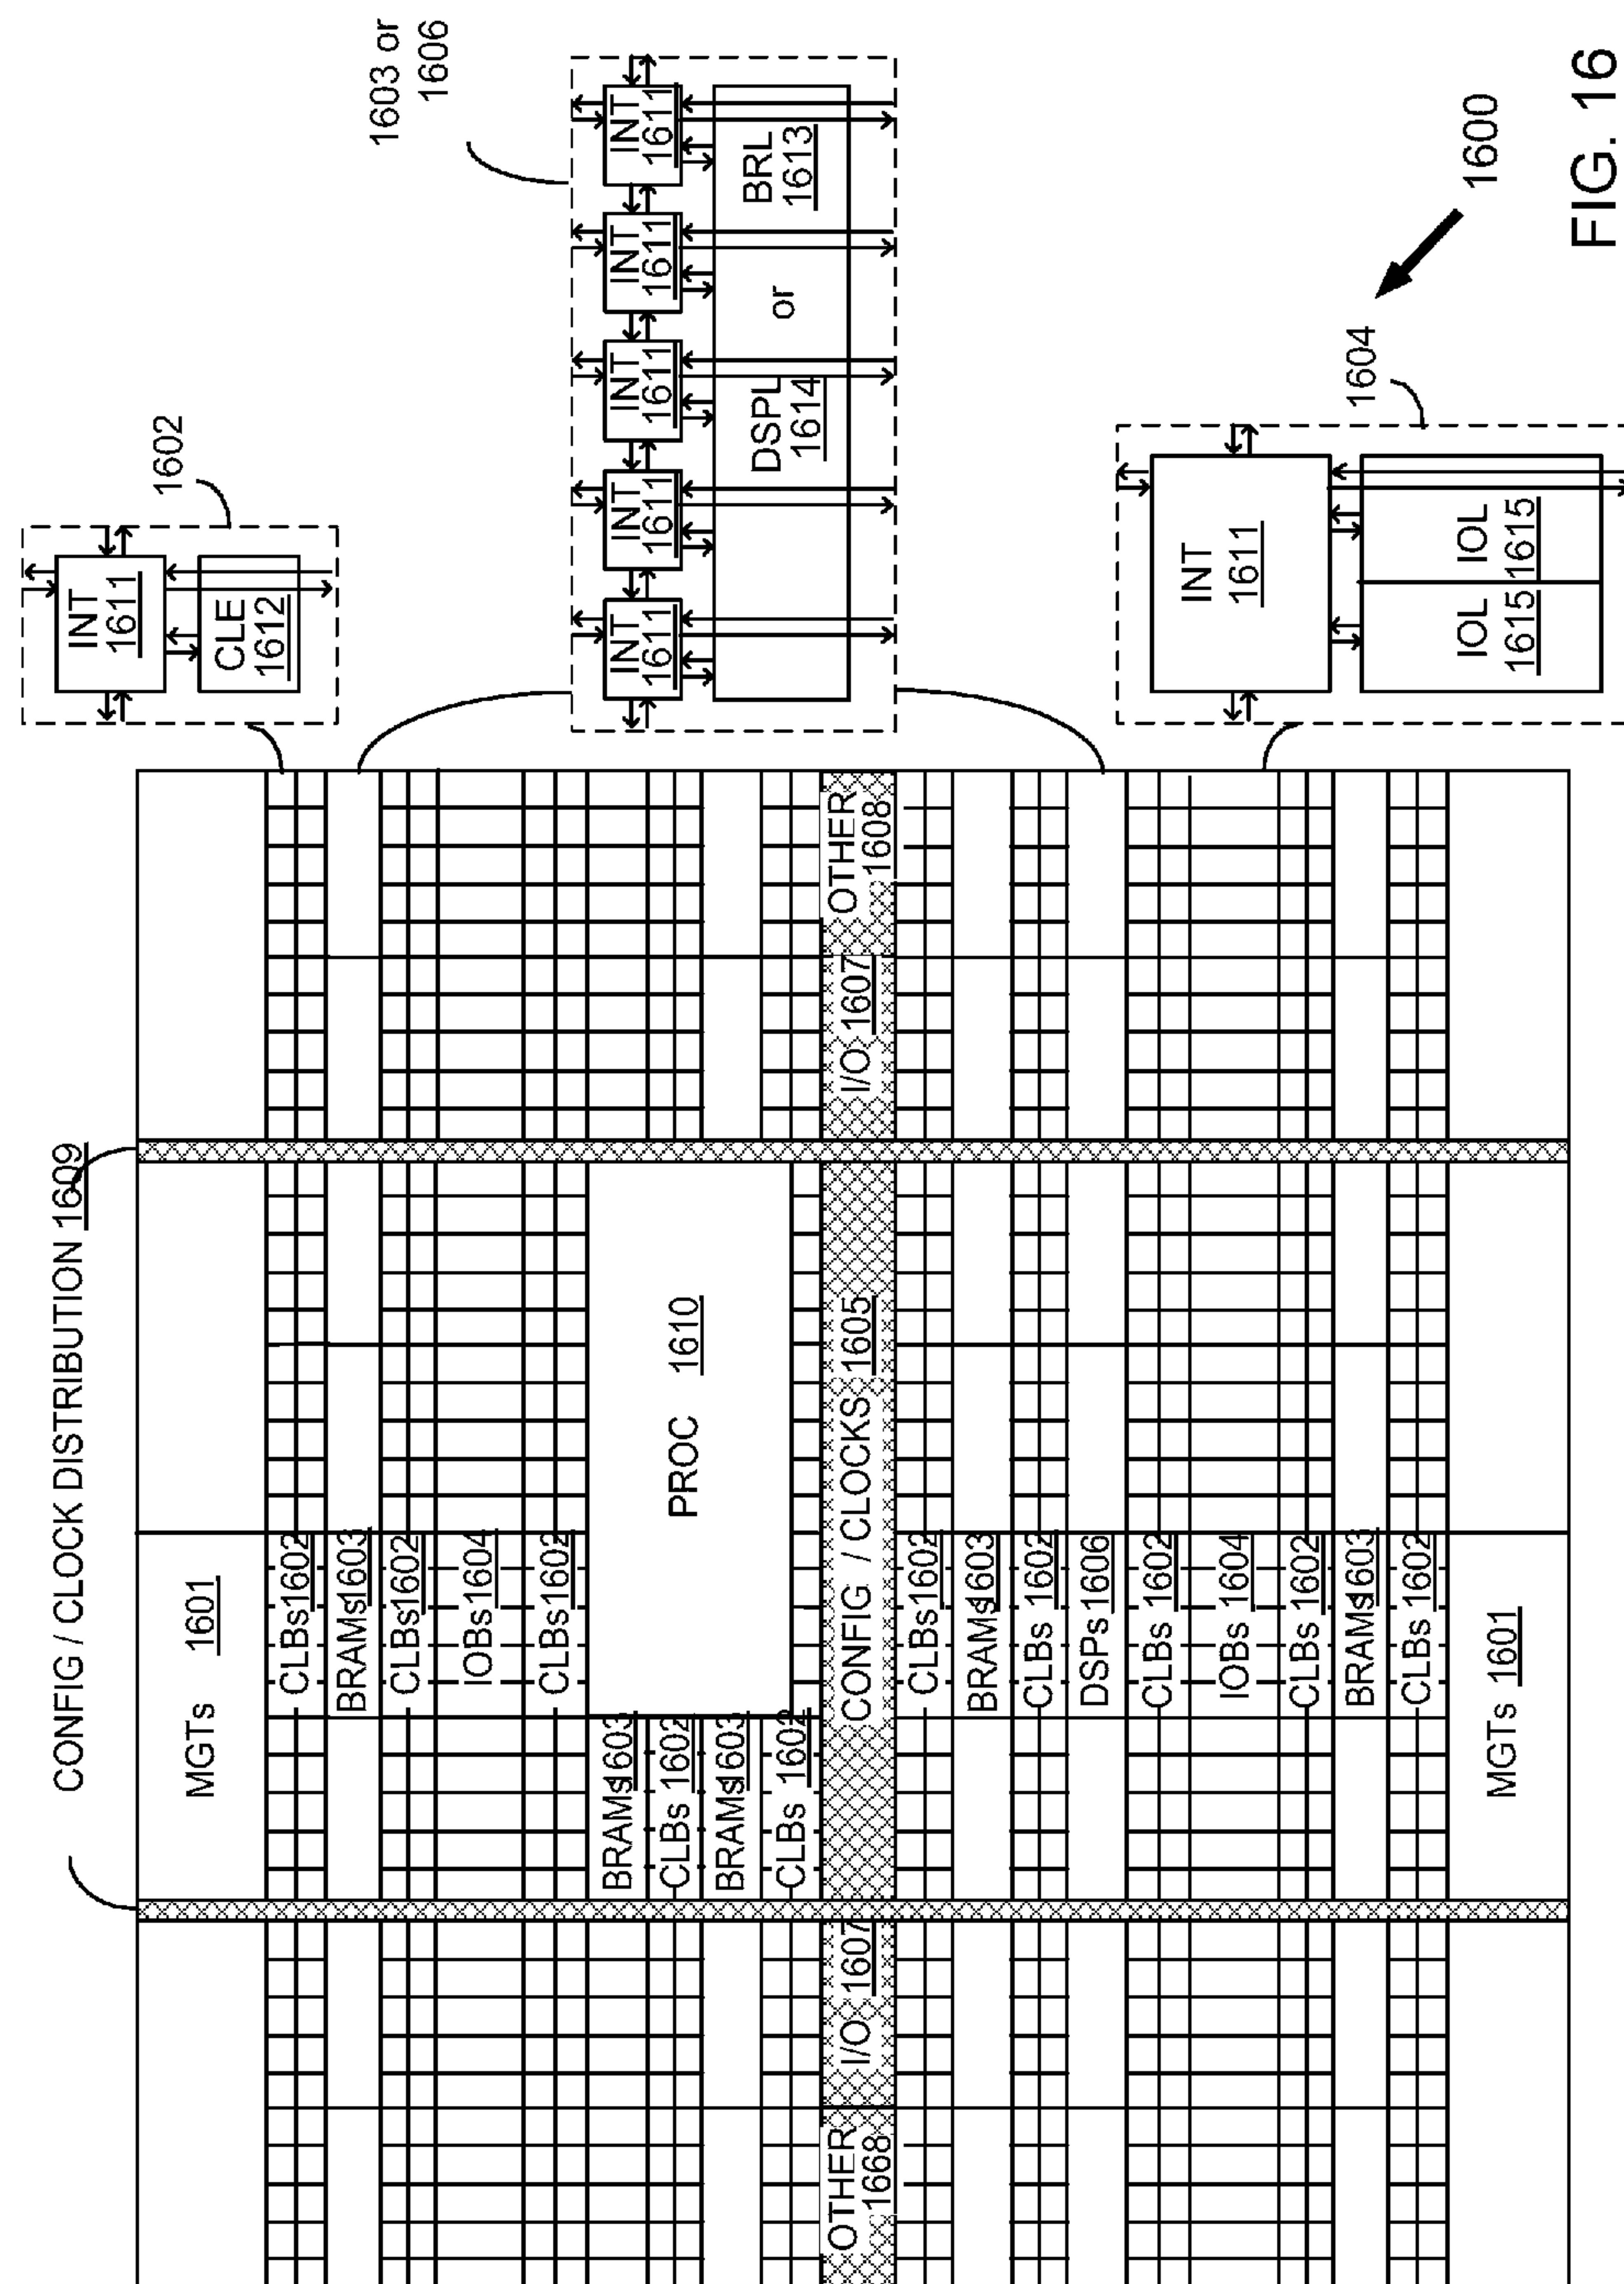 CONFIG / CLOCK DISTRIBUTION 1609
MGTs 1601
CLBs 1602
BRAMs 1603
CLBs 1602
IOBs 1604
CLBs 1602
BRAMs 1603
CLBs 1602
BRAMs 1603
CLBs 1602
PROC 1610
OTHER 1668
I/O 1607
CONFIG / CLOCKS 1605
I/O 1607
OTHER 1608
CLBs 1602
BRAMs 1603
CLBs 1602
DSPs 1606
CLBs 1602
IOBs 1604
CLBs 1602
BRAMs 1603
CLBs 1602
MGTs 1601
1602
INT
1611
CLE
1612
1603 or
1606
INT
1611
INT
1611
INT
1611
INT
1611
INT
1611
DSPL
1614
or
BRL
1613
1604
INT
1611
IOL
1615
IOL
1615
1600
FIG. 16